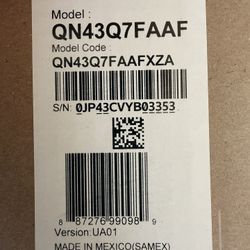 Model :
QN43Q7FAAF
Model Code :
QN43Q7FAAFXZA
S/N: 0JP43CVYB03353
8 87276 99098 9
Version:UA01
MADE IN MEXICO(SAMEX)